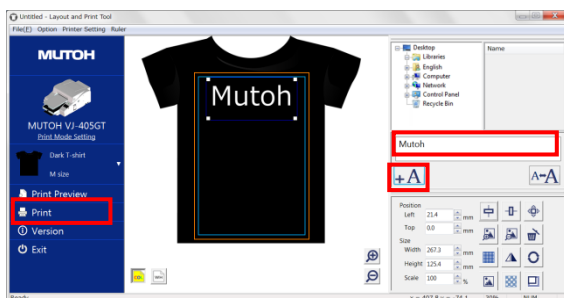 Untitled - Layout and Print Tool
File(F) Option Printer Setting Ruler
MUTOH
MUTOH VJ-405GT
Print Mode Setting
Dark T-shirt
M size
Print Preview
Print
Version
Exit
Mutoh
Desktop
Libraries
English
Computer
Network
Control Panel
Recycle Bin
Name
Mutoh
+A
A↔A
Position
Left 21.4 mm
Top 0.0 mm
Size
Width 267.3 mm
Height 125.4 mm
Scale 100 %
Ready